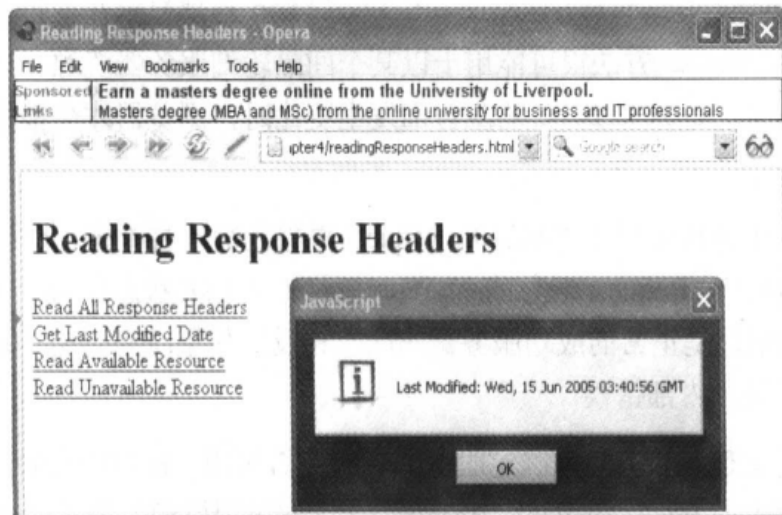 Reading Response Headers - Opera
File Edit View Bookmarks Tools Help
Sponsored Links
Earn a masters degree online from the University of Liverpool.
Masters degree (MBA and MSc) from the online university for business and IT professionals
ipter4/readingResponseHeaders.html
Google search
Reading Response Headers
Read All Response Headers
Get Last Modified Date
Read Available Resource
Read Unavailable Resource
JavaScript
Last Modified: Wed, 15 Jun 2005 03:40:56 GMT
OK